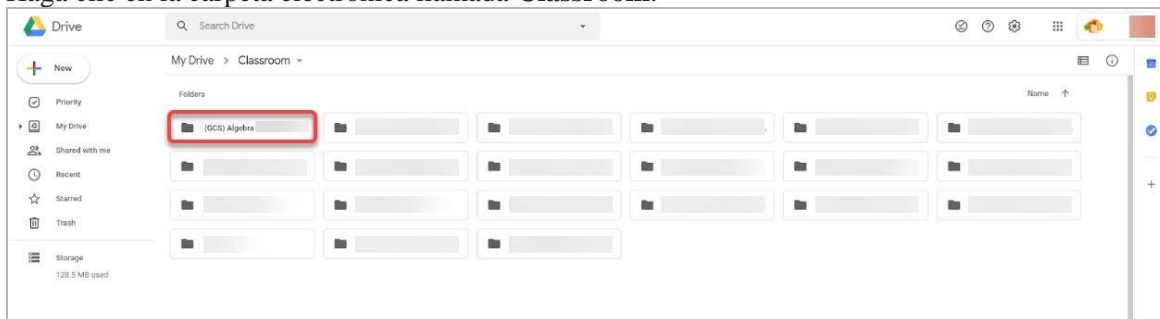 Haga clic en la carpeta electrónica llamada Classroom.
Drive
Search Drive
New
My Drive > Classroom
Folders
Name
Priority
My Drive
Shared with me
Recent
Starred
Trash
Storage
128.5 MB used
(GCS) Algebra